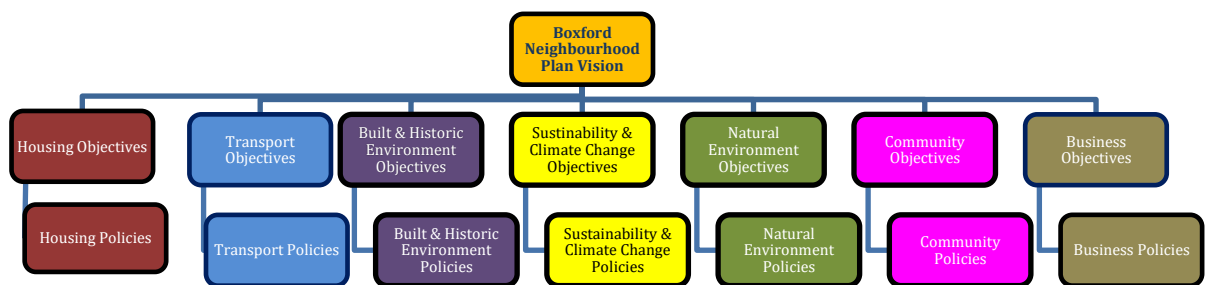 Boxford
Neighbourhood
Plan Vision
Housing Objectives
Transport
Objectives
Built & Historic
Environment
Objectives
Sustinability &
Climate Change
Objectives
Natural
Environment
Objectives
Community
Objectives
Business
Objectives
Housing Policies
Transport Policies
Built & Historic
Environment
Policies
Sustainability &
Climate Change
Policies
Natural
Environment
Policies
Community
Policies
Business Policies